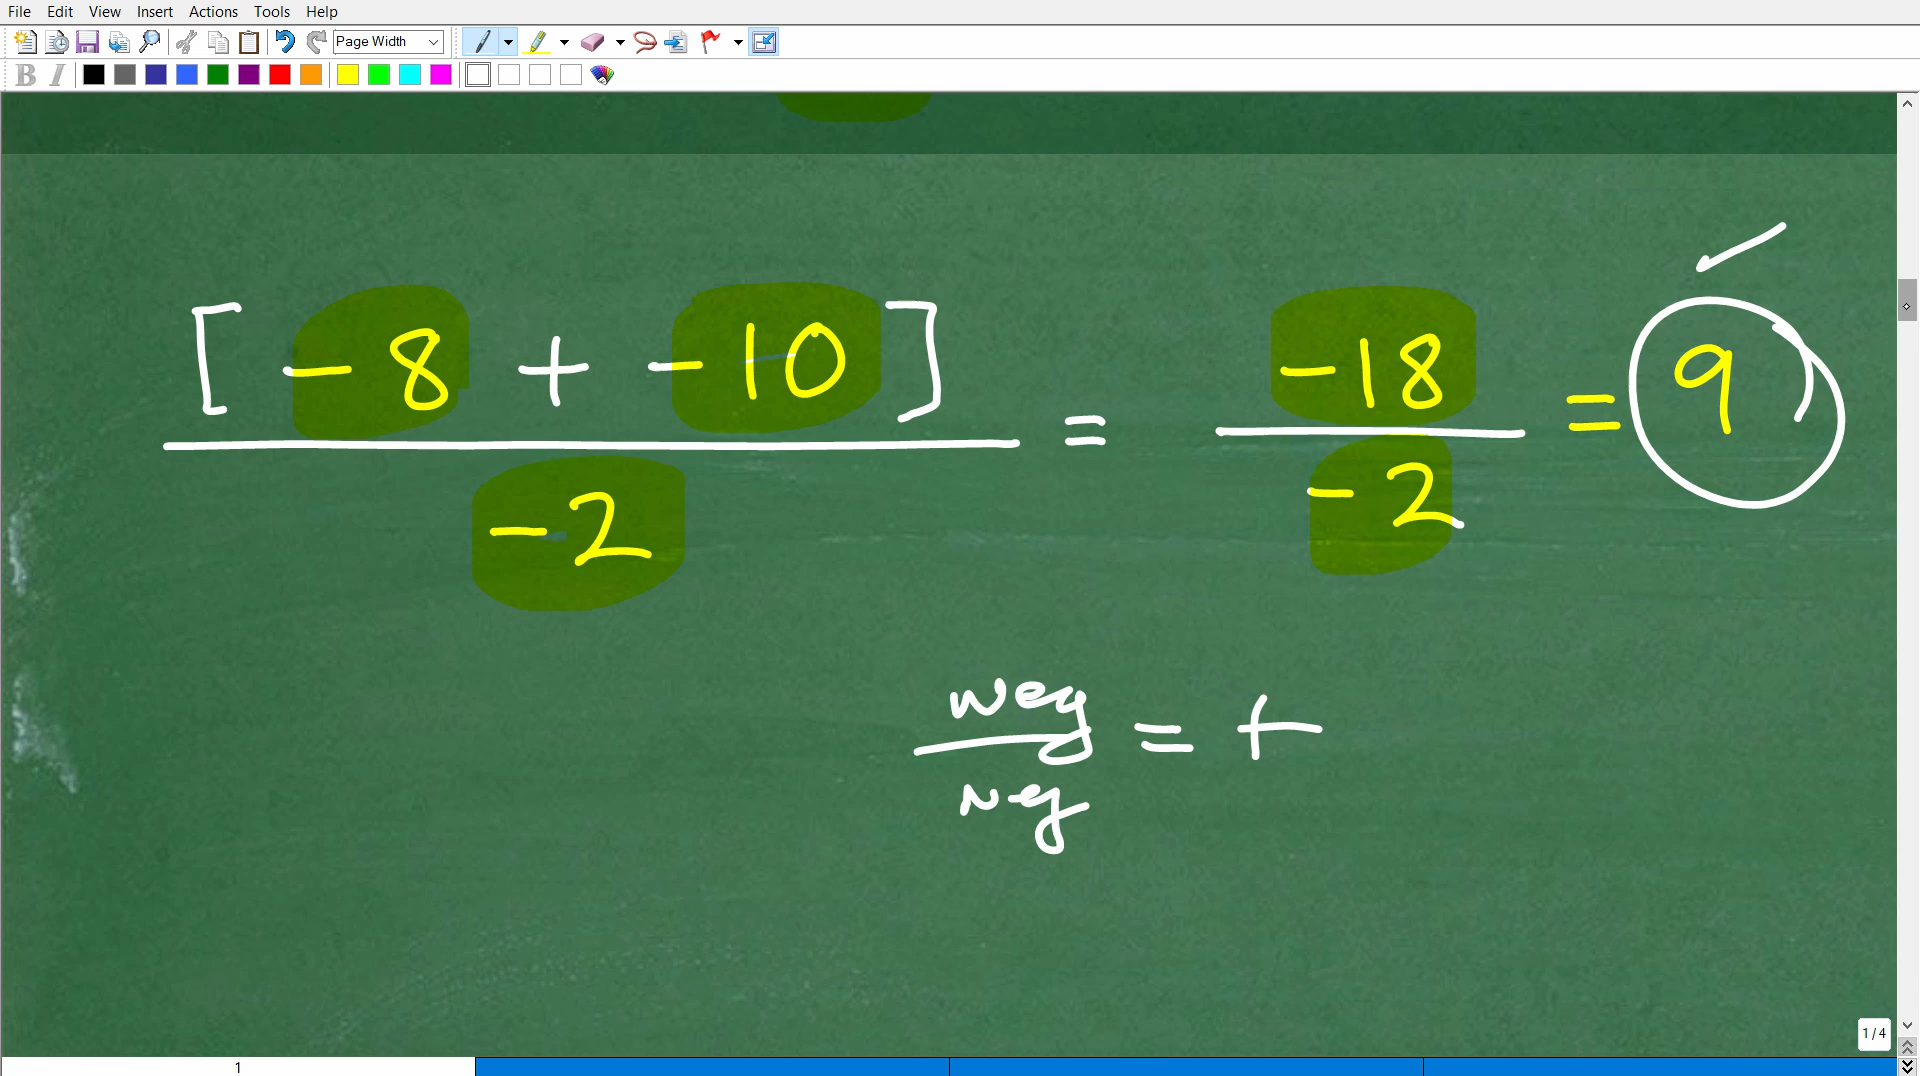 File Edit View Insert Actions Tools Help
Page Width
B I
[ -8 + -10 ] = -18 = 9
-2 -2
neg = +
neg
1 / 4
1